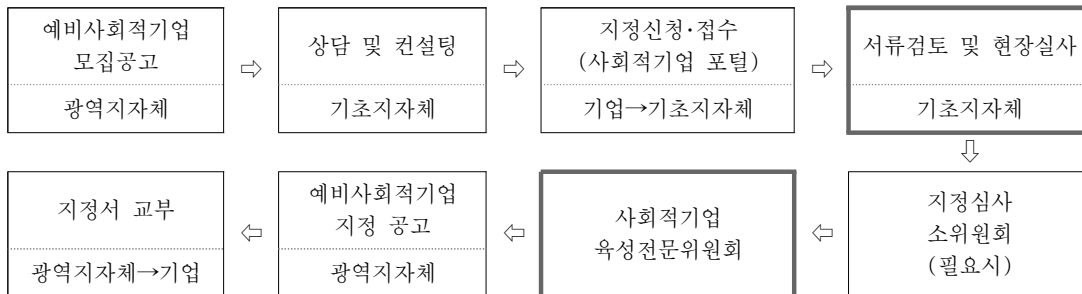 예비사회적기업
모집공고
광역지자체
⇨
상담 및 컨설팅
기초지자체
⇨
지정신청·접수
(사회적기업 포털)
기업→기초지자체
⇨
서류검토 및 현장실사
기초지자체
⇩
지정심사
소위원회
(필요시)
⇦
사회적기업
육성전문위원회
⇦
예비사회적기업
지정 공고
광역지자체
⇦
지정서 교부
광역지자체→기업